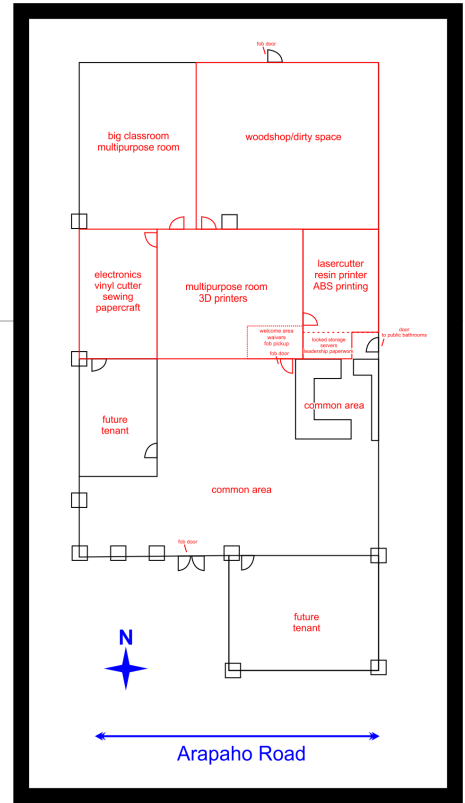 fob door
big classroom
multipurpose room
woodshop/dirty space
electronics
vinyl cutter
sewing
papercraft
multipurpose room
3D printers
lasercutter
resin printer
ABS printing
welcome area
waivers
fob pickup
fob door
locked storage
servers
leadership paperwork
door
to public bathrooms
future
tenant
common area
common area
fob door
future
tenant
N
Arapaho Road